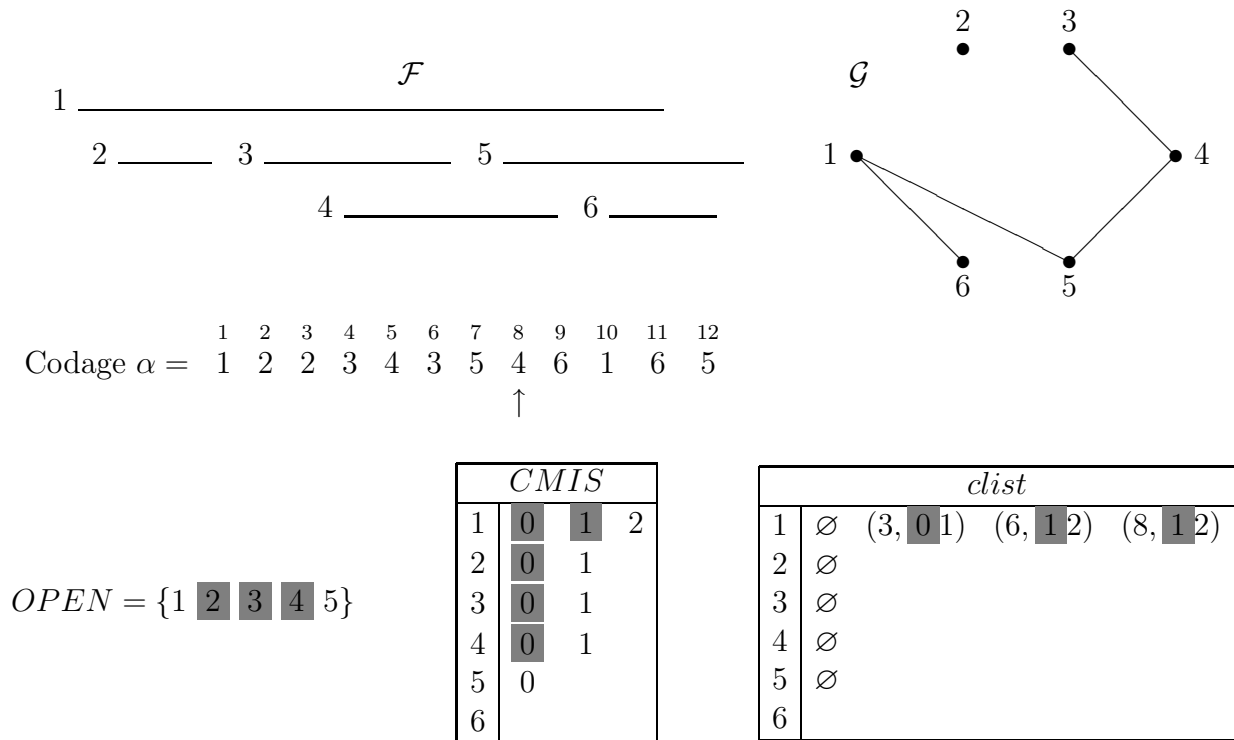 2 3
ℱ 𝒢
1
2 3 5 1 4
4 6
6 5
1 2 3 4 5 6 7 8 9 10 11 12
Codage α = 1 2 2 3 4 3 5 4 6 1 6 5
↑
CMIS
1 0 1 2
2 0 1
3 0 1
4 0 1
5 0
6
clist
1 ∅ (3, 0 1) (6, 1 2) (8, 1 2)
2 ∅
3 ∅
4 ∅
5 ∅
6
OPEN = {1 2 3 4 5}